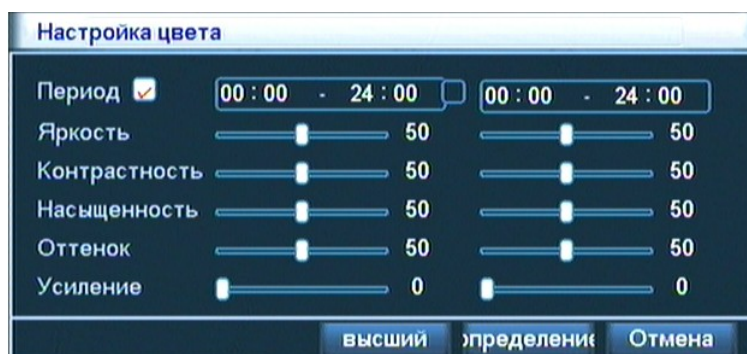 Настройка цвета
Период 00:00 - 24:00 00:00 - 24:00
Яркость 50 50
Контрастность 50 50
Насыщенность 50 50
Оттенок 50 50
Усиление 0 0
высший определение Отмена